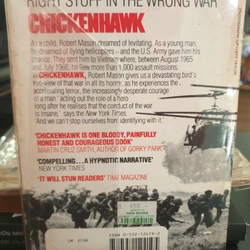 RIGHT STUFF IN THE WRONG WAR
CHICKENHAWK
As a child, Robert Mason dreamed of levitating. As a young man,
he dreamed of flying helicopters – and the U.S. Army gave him his
chance. They sent him to Vietnam where, between August 1965
and July 1966, he flew more than 1,000 assault missions.
In CHICKENHAWK, Robert Mason gives us a devastating bird's
eye-view of that war in all its horror, as he experiences the
accelerating terror, the increasingly desperate courage
of a man 'acting out the role of a hero
long after he realises that the conduct of the war is
insane,' says the New York Times,
'And we can't stop ourselves from identifying with it'
'CHICKENHAWK IS ONE BLOODY, PAINFULLY
HONEST AND COURAGEOUS BOOK'
MARTIN CRUZ SMITH, AUTHOR OF GORKY PARK
'COMPELLING... A HYPNOTIC NARRATIVE'
NEW YORK TIMES
'IT WILL STUN READERS' TIME MAGAZINE